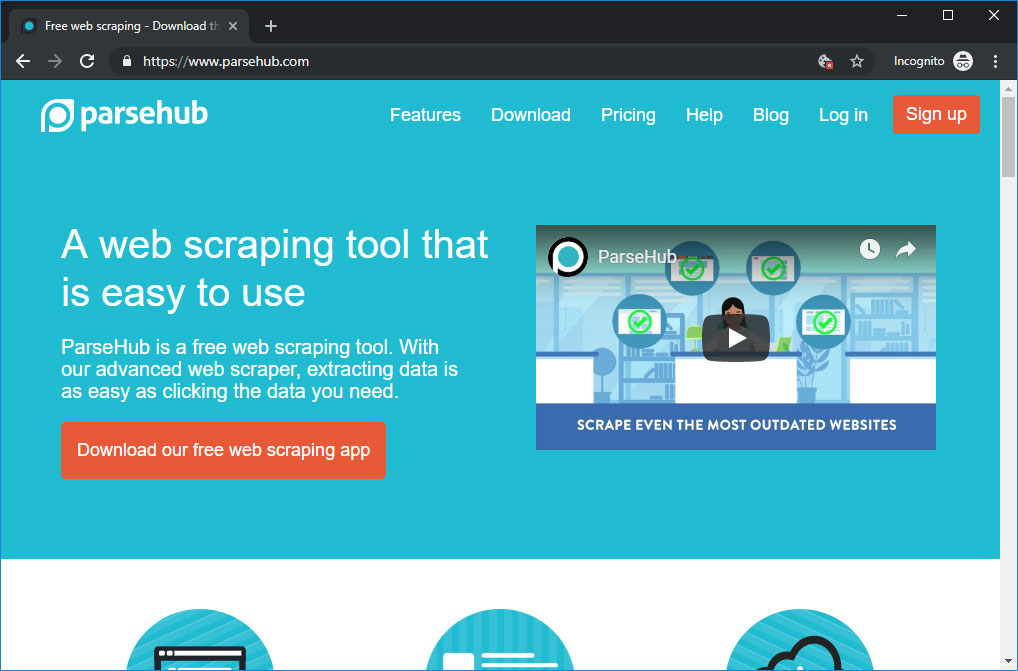 Free web scraping - Download th
https://www.parsehub.com
Incognito
parsehub
Features
Download
Pricing
Help
Blog
Log in
Sign up
A web scraping tool that
is easy to use
ParseHub is a free web scraping tool. With
our advanced web scraper, extracting data is
as easy as clicking the data you need.
Download our free web scraping app
ParseHub
SCRAPE EVEN THE MOST OUTDATED WEBSITES